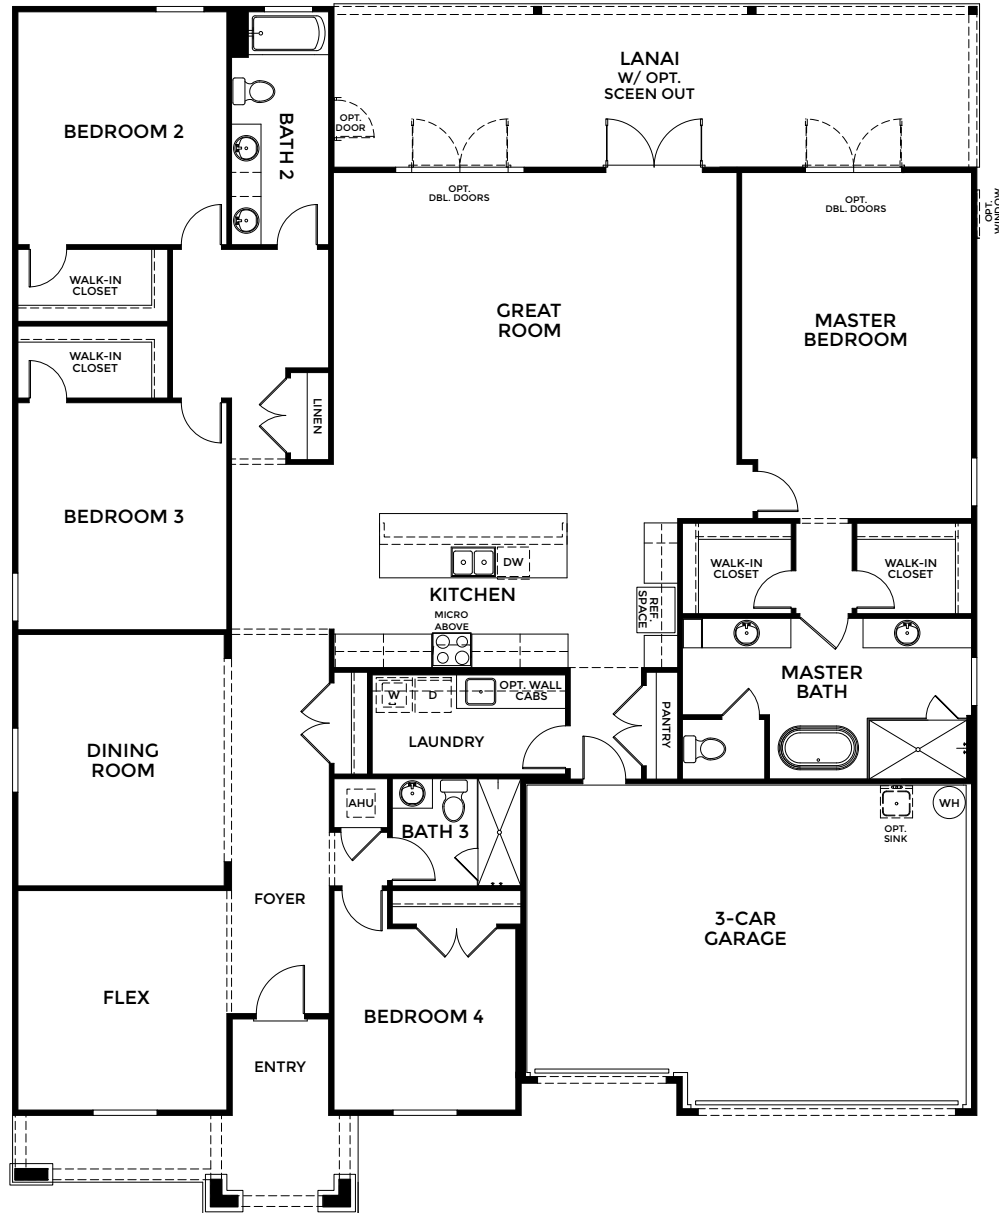 LANAI
W/ OPT.
SCEEN OUT
BEDROOM 2
BATH 2
OPT.
DOOR
OPT.
DBL. DOORS
OPT.
DBL. DOORS
OPT.
WINDOW
WALK-IN
CLOSET
GREAT
ROOM
MASTER
BEDROOM
WALK-IN
CLOSET
LINEN
BEDROOM 3
DW
KITCHEN
MICRO
ABOVE
REF.
SPACE
WALK-IN
CLOSET
WALK-IN
CLOSET
MASTER
BATH
W
D
OPT. WALL
CABS
LAUNDRY
PANTRY
DINING
ROOM
AHU
BATH 3
OPT.
SINK
WH
FOYER
3-CAR
GARAGE
FLEX
BEDROOM 4
ENTRY